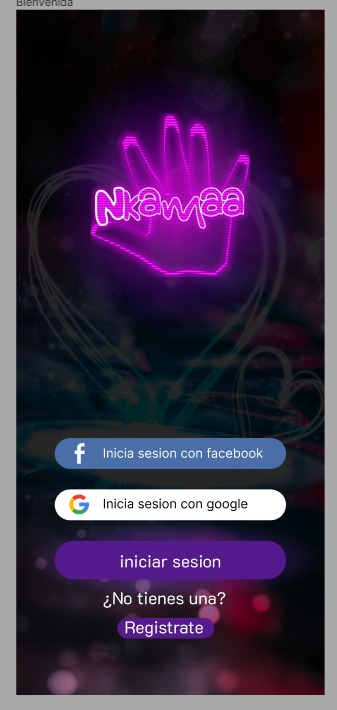 Bienvenida
Nkamaa
Inicia sesion con facebook
Inicia sesion con google
iniciar sesion
¿No tienes una?
Registrate